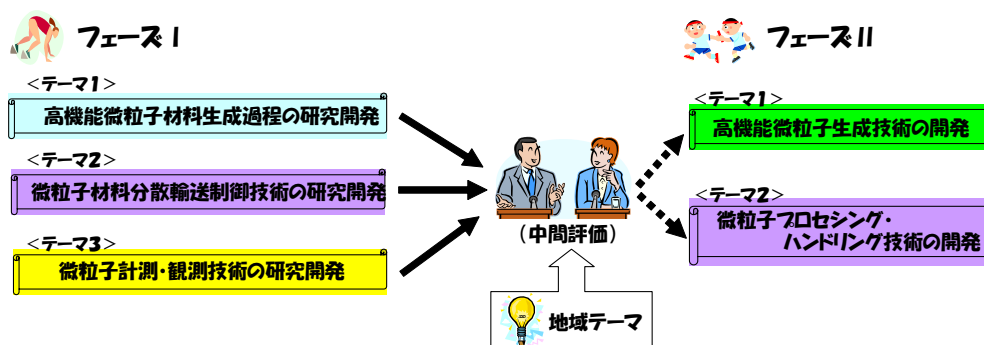 フェーズⅠ
<テーマ1>
高機能微粒子材料生成過程の研究開発
<テーマ2>
微粒子材料分散輸送制御技術の研究開発
<テーマ3>
微粒子計測・観測技術の研究開発
(中間評価)
地域テーマ
フェーズⅡ
<テーマ1>
高機能微粒子生成技術の開発
<テーマ2>
微粒子プロセシング・
ハンドリング技術の開発